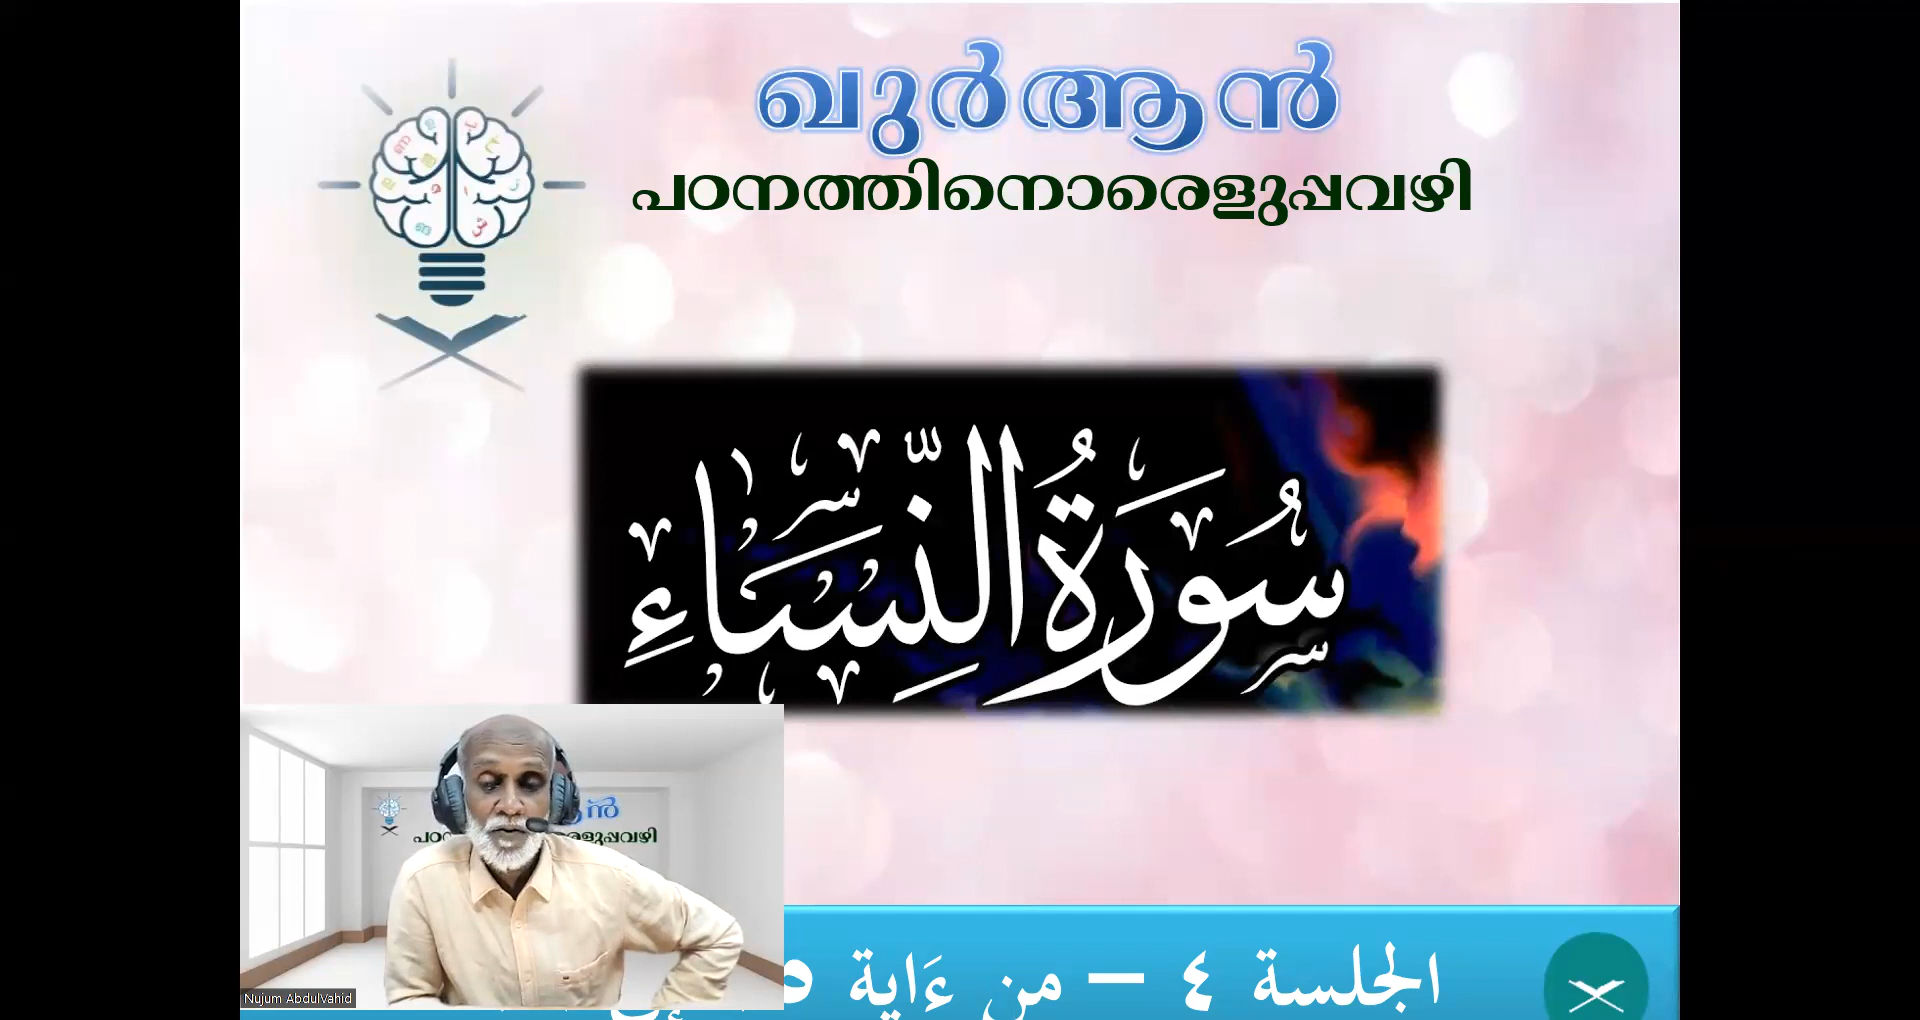 ഖുർആൻ
പഠനത്തിനൊരെളുപ്പവഴി
سُورَةُ النِّسَاءِ
Nujum AbdulVahid
الجلسة ٤ – من ءَاية